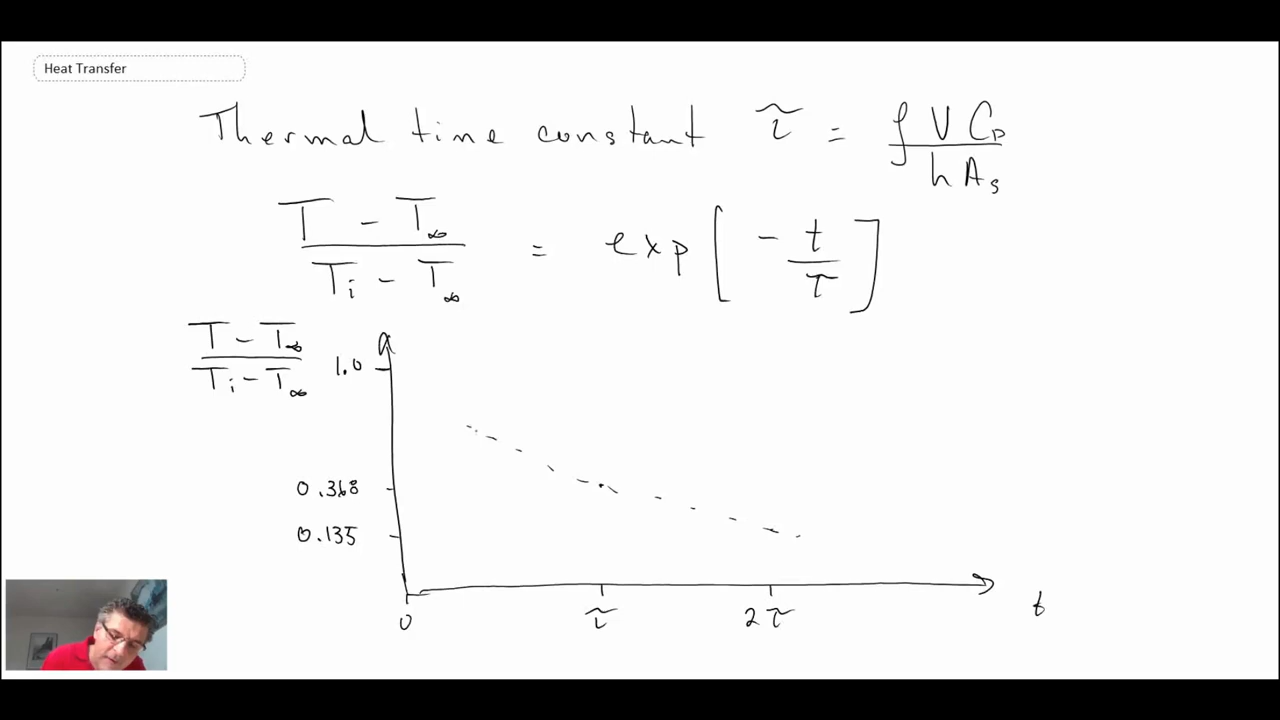 Heat Transfer
Thermal time constant τ = ρ V Cp / h As
T - T∞ / Ti - T∞ = exp [ - t / τ ]
T - T∞ / Ti - T∞
1.0
0.368
0.135
0 τ 2τ t